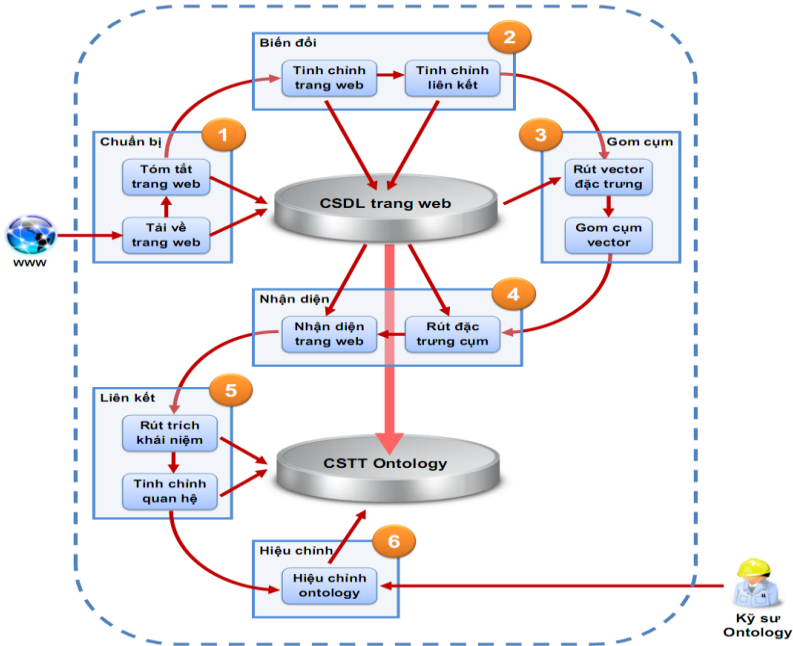 Biến đổi
2
Tinh chỉnh
trang web
Tinh chỉnh
liên kết
Chuẩn bị
1
Tóm tắt
trang web
Tải về
trang web
www
3
Gom cụm
Rút vector
đặc trưng
Gom cụm
vector
CSDL trang web
Nhận diện
4
Nhận diện
trang web
Rút đặc
trưng cụm
Liên kết
5
Rút trích
khái niệm
Tinh chỉnh
quan hệ
CSTT Ontology
Hiệu chỉnh
6
Hiệu chỉnh
ontology
Kỹ sư
Ontology